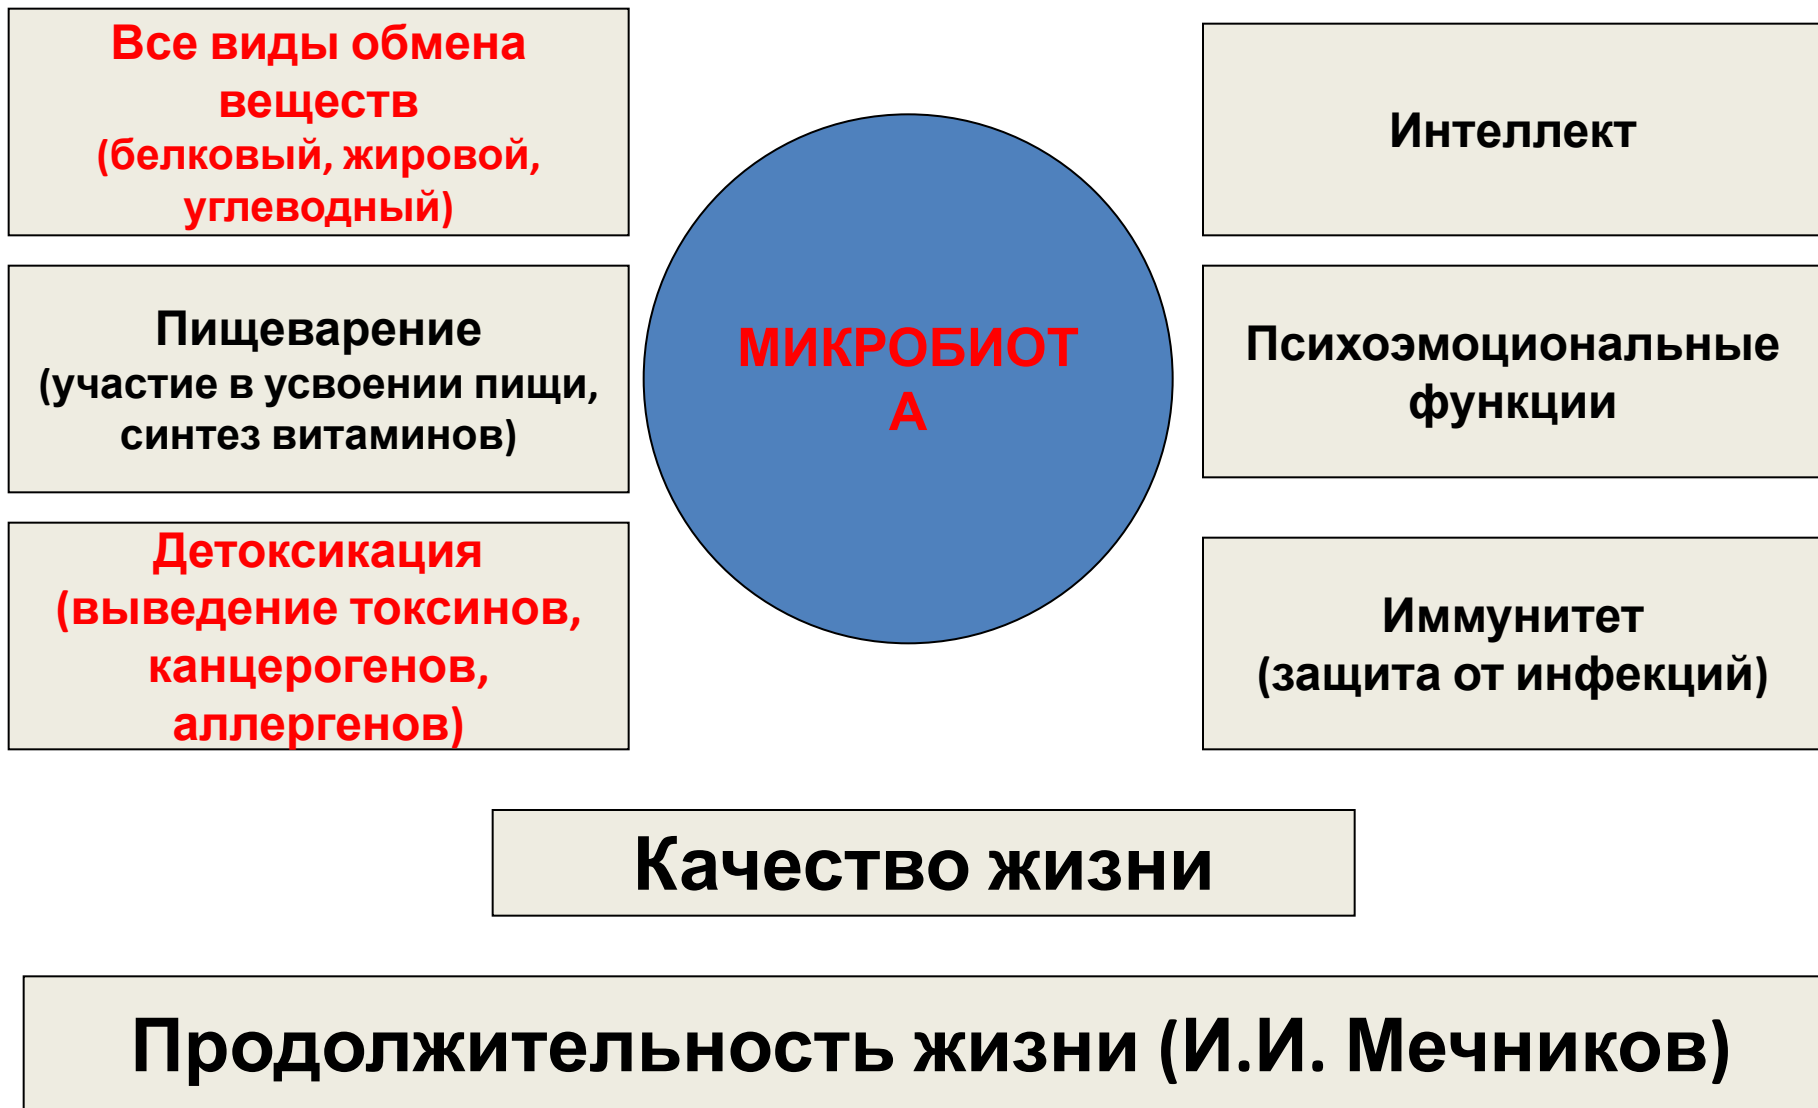 Все виды обмена
веществ
(белковый, жировой,
углеводный)
Пищеварение
(участие в усвоении пищи,
синтез витаминов)
Детоксикация
(выведение токсинов,
канцерогенов,
аллергенов)
МИКРОБИОТ
А
Интеллект
Психоэмоциональные
функции
Иммунитет
(защита от инфекций)
Качество жизни
Продолжительность жизни (И.И. Мечников)